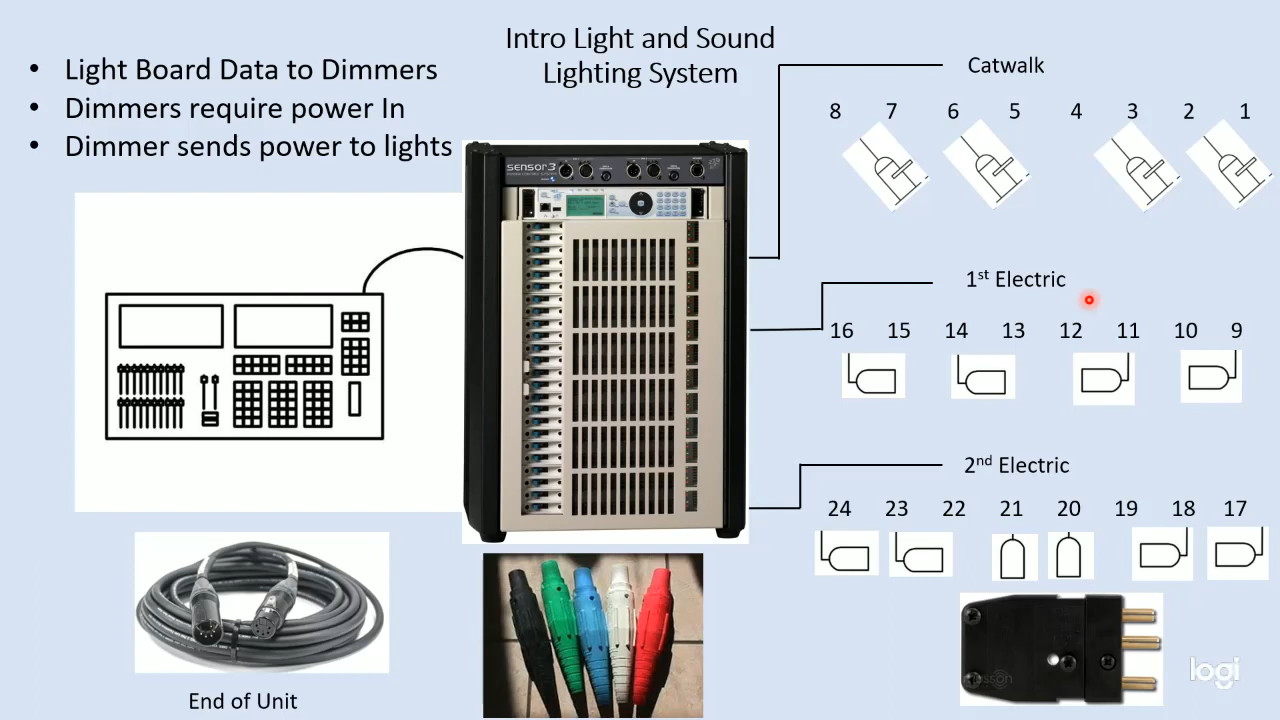 Intro Light and Sound
Lighting System
• Light Board Data to Dimmers
• Dimmers require power In
• Dimmer sends power to lights
SENSOR 3
Catwalk
8 7 6 5 4 3 2 1
1st Electric
16 15 14 13 12 11 10 9
2nd Electric
24 23 22 21 20 19 18 17
End of Unit
logi